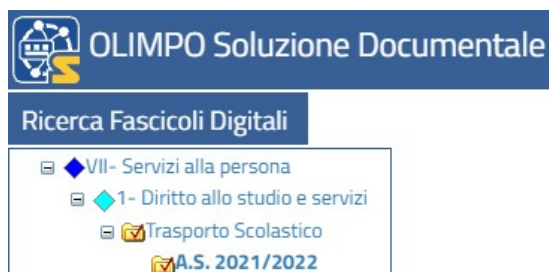 OLIMPO Soluzione Documentale
Ricerca Fascicoli Digitali
VII- Servizi alla persona
1- Diritto allo studio e servizi
Trasporto Scolastico
A.S. 2021/2022